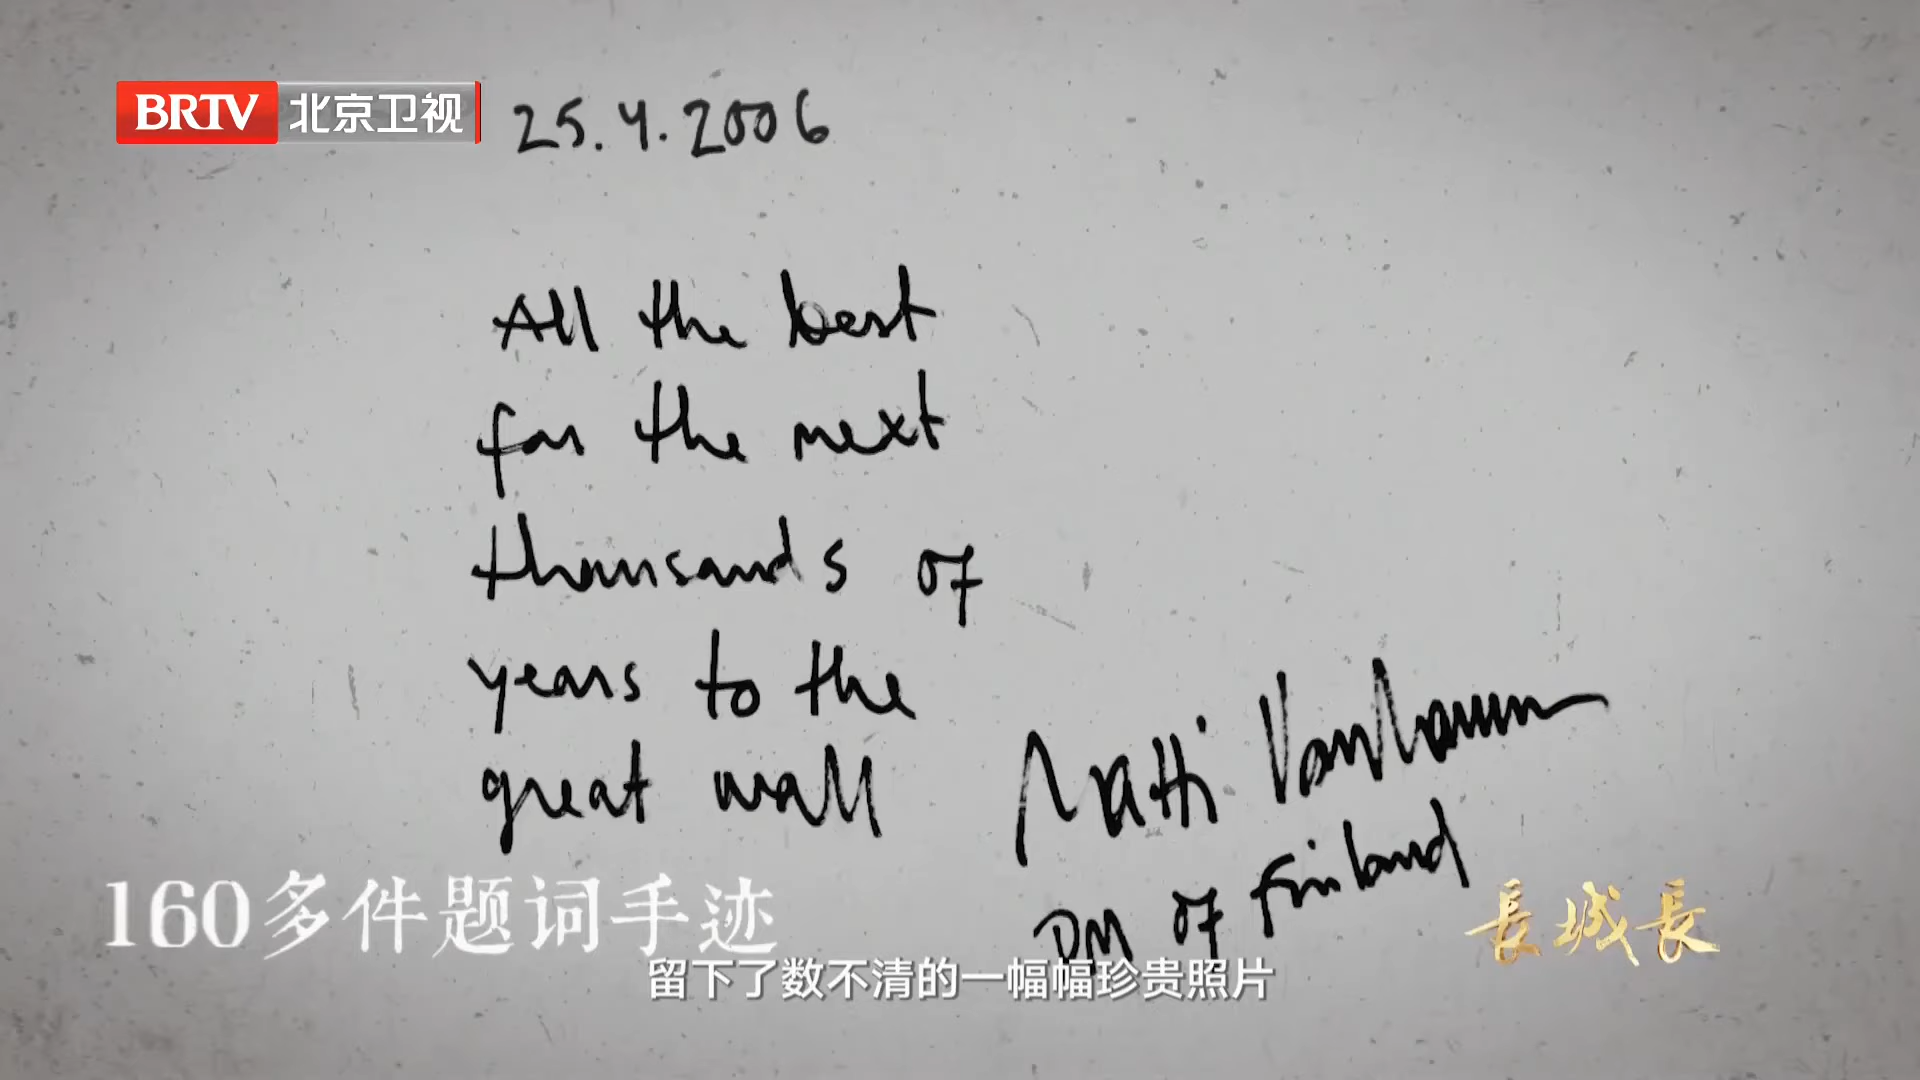 BRTV 北京卫视
25.4.2006
All the best
for the next
thousands of
years to the
great wall
Matti Vanhanen
PM of Finland
160多件题词手迹
長城長
留下了数不清的一幅幅珍贵照片